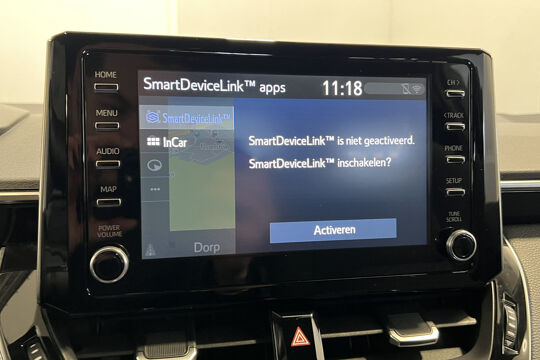 HOME
MENU
AUDIO
MAP
POWER
VOLUME
SmartDeviceLink™ apps
11:18
SmartDeviceLink™
InCar
SmartDeviceLink™ is niet geactiveerd.
SmartDeviceLink™ inschakelen?
Activeren
Dorp
CH >
< TRACK
PHONE
SETUP
TUNE
SCROLL